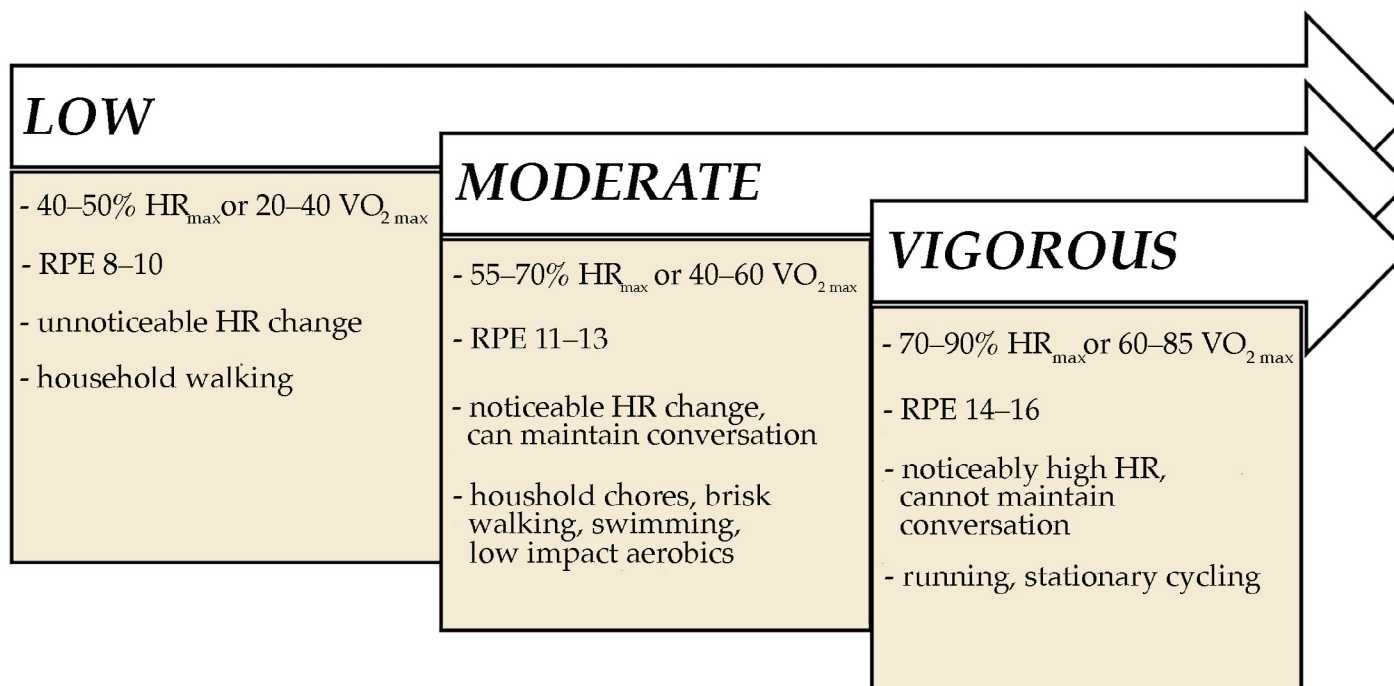 LOW
- 40–50% HRmax or 20–40 VO2 max
- RPE 8–10
- unnoticeable HR change
- household walking
MODERATE
- 55–70% HRmax or 40–60 VO2 max
- RPE 11–13
- noticeable HR change,
can maintain conversation
- houshold chores, brisk
walking, swimming,
low impact aerobics
VIGOROUS
- 70–90% HRmax or 60–85 VO2 max
- RPE 14–16
- noticeably high HR,
cannot maintain
conversation
- running, stationary cycling